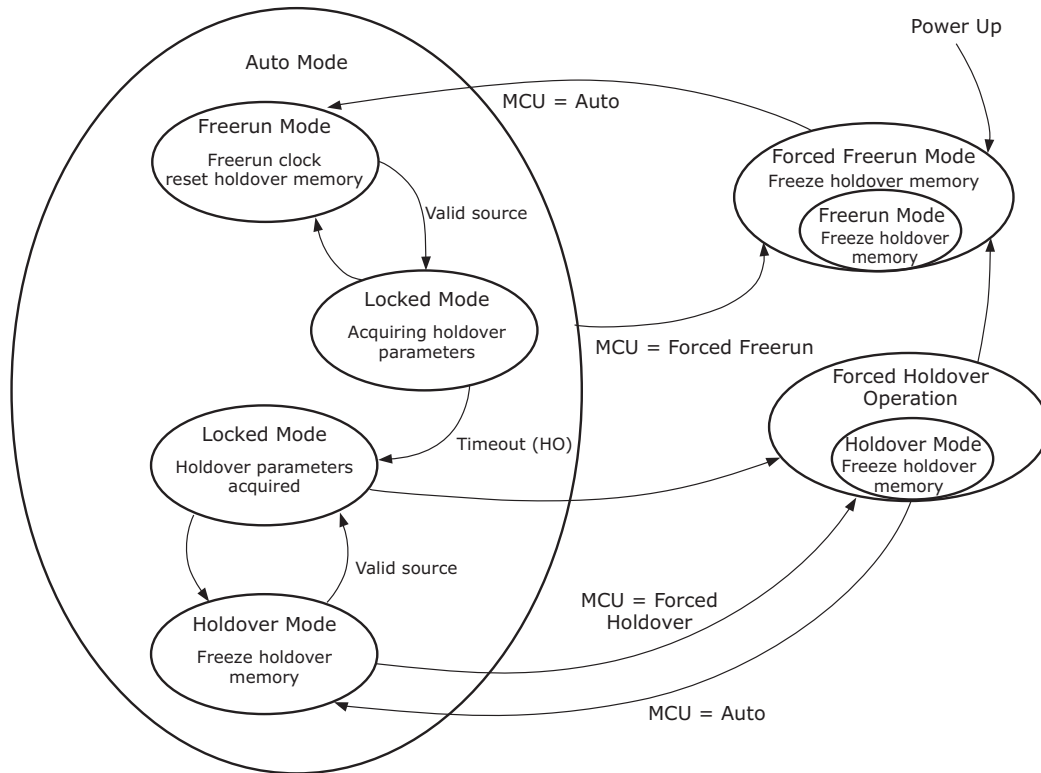 Power Up
Auto Mode
MCU = Auto
Freerun Mode
Freerun clock
reset holdover memory
Forced Freerun Mode
Freeze holdover memory
Freerun Mode
Freeze holdover
memory
Valid source
Locked Mode
Acquiring holdover
parameters
MCU = Forced Freerun
Forced Holdover
Operation
Holdover Mode
Freeze holdover
memory
Timeout (HO)
Locked Mode
Holdover parameters
acquired
Valid source
MCU = Forced
Holdover
Holdover Mode
Freeze holdover
memory
MCU = Auto